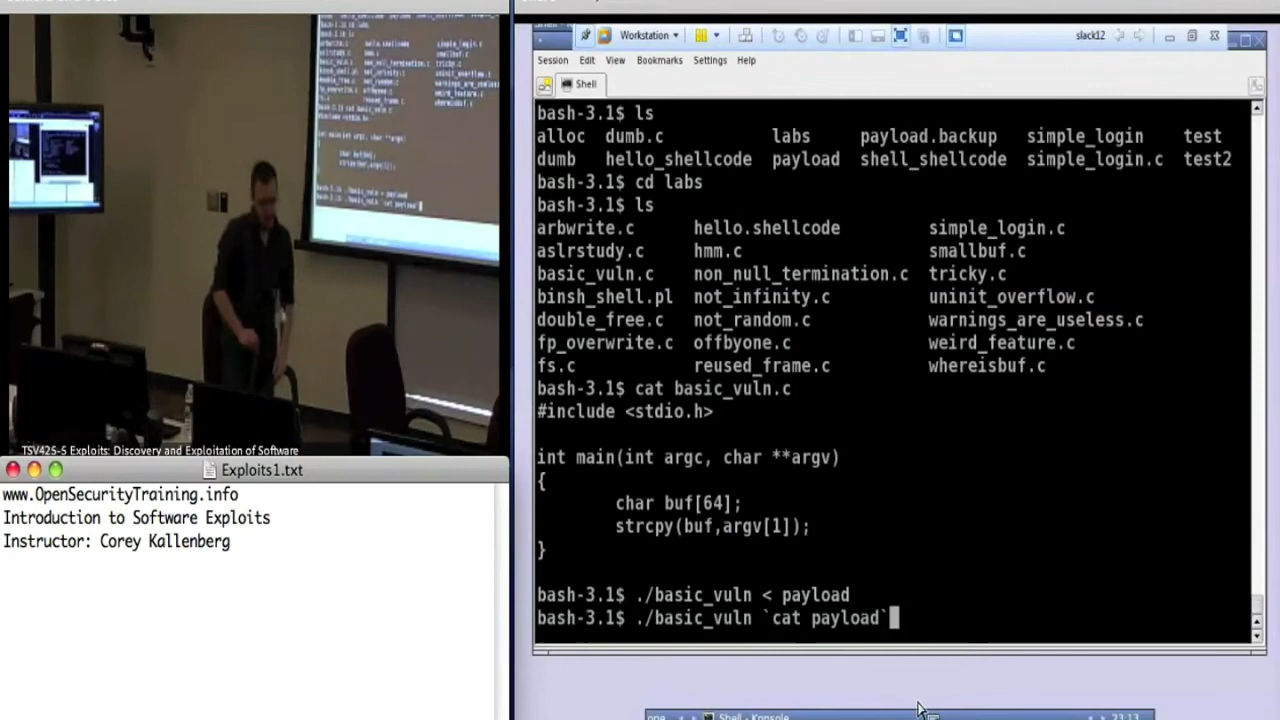 Workstation
slack12
Session Edit View Bookmarks Settings Help
Shell
bash-3.1$ ls
alloc dumb.c labs payload.backup simple_login test
dumb hello_shellcode payload shell_shellcode simple_login.c test2
bash-3.1$ cd labs
bash-3.1$ ls
arbwrite.c hello.shellcode simple_login.c
aslrstudy.c hmm.c smallbuf.c
basic_vuln.c non_null_termination.c tricky.c
binsh_shell.pl not_infinity.c uninit_overflow.c
double_free.c not_random.c warnings_are_useless.c
fp_overwrite.c offbyone.c weird_feature.c
fs.c reused_frame.c whereisbuf.c
bash-3.1$ cat basic_vuln.c
#include <stdio.h>
int main(int argc, char **argv)
{
char buf[64];
strcpy(buf,argv[1]);
}
bash-3.1$ ./basic_vuln < payload
bash-3.1$ ./basic_vuln `cat payload`
Shell - Konsole
23:13
TSV425-5 Exploits: Discovery and Exploitation of Software
Exploits1.txt
www.OpenSecurityTraining.info
Introduction to Software Exploits
Instructor: Corey Kallenberg